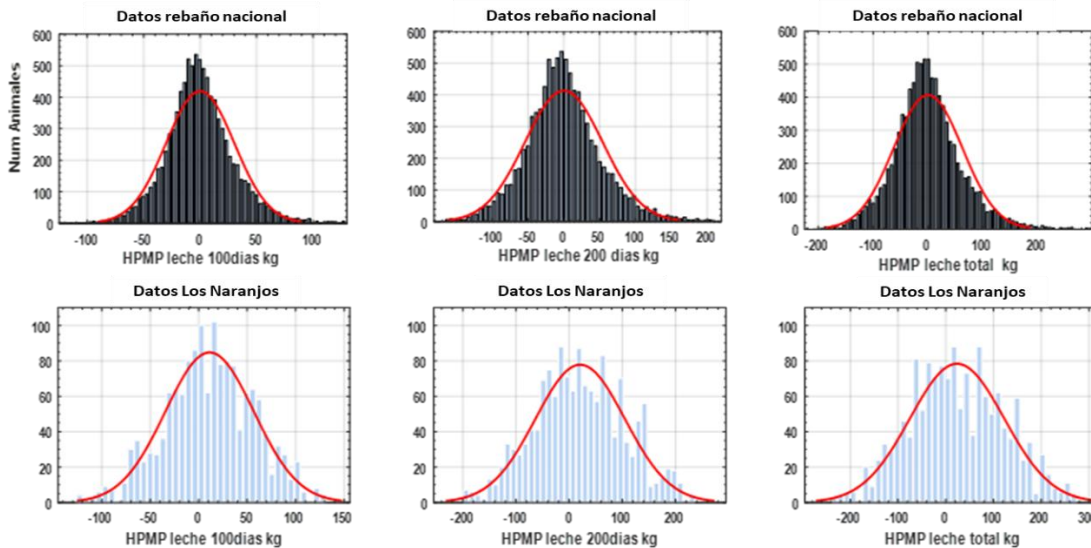 Datos rebaño nacional
600
500
400
300
200
100
0
Num Animales
-100 -50 0 50 100
HPMP leche 100dias kg
Datos rebaño nacional
600
500
400
300
200
100
0
-100 -50 0 50 100 150 200
HPMP leche 200 dias kg
Datos rebaño nacional
600
500
400
300
200
100
0
-200 -100 0 100 200
HPMP leche total kg
Datos Los Naranjos
100
80
60
40
20
0
-100 -50 0 50 100 150
HPMP leche 100dias kg
Datos Los Naranjos
100
80
60
40
20
0
-200 -100 0 100 200
HPMP leche 200dias kg
Datos Los Naranjos
100
80
60
40
20
0
-200 -100 0 100 200
HPMP leche total kg